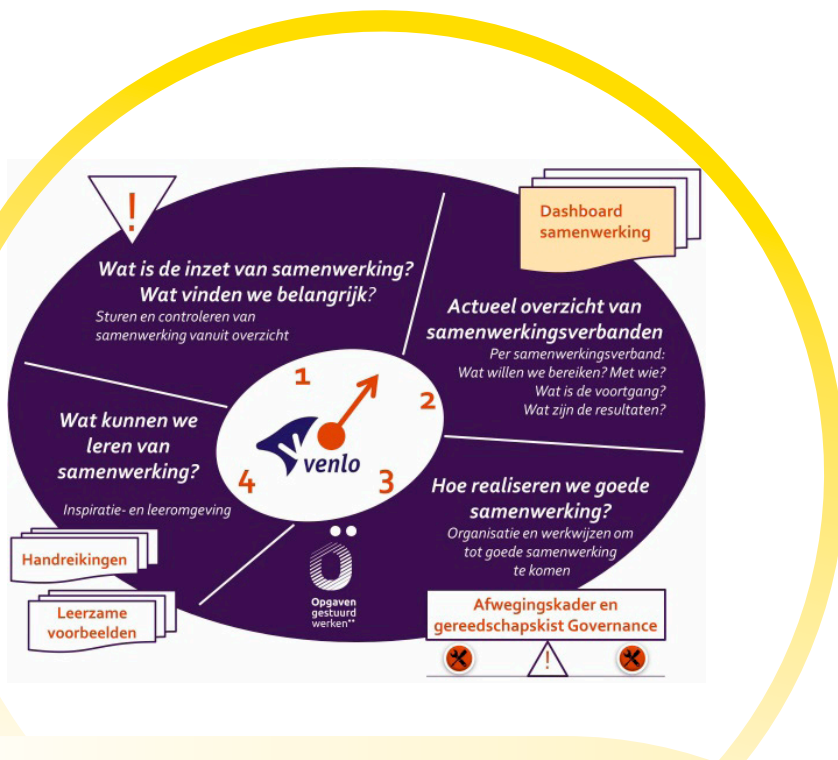 !
Wat is de inzet van samenwerking?
Wat vinden we belangrijk?
Sturen en controleren van
samenwerking vanuit overzicht
Dashboard
samenwerking
Actueel overzicht van
samenwerkingsverbanden
Per samenwerkingsverband:
Wat willen we bereiken? Met wie?
Wat is de voortgang?
Wat zijn de resultaten?
1
2
3
4
venlo
Wat kunnen we
leren van
samenwerking?
Inspiratie- en leeromgeving
Handreikingen
Leerzame
voorbeelden
Hoe realiseren we goede
samenwerking?
Organisatie en werkwijzen om
tot goede samenwerking
te komen
Ö
Opgaven
gestuurd
werken**
Afwegingskader en
gereedschapskist Governance
!